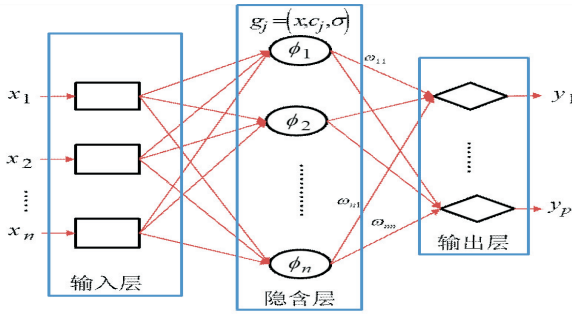 g_j=(x,c_j,σ)
ϕ_1
ω_11
x_1
y_1
ϕ_2
x_2
......
......
......
ω_n1
ω_nn
x_n
y_p
ϕ_n
输入层
隐含层
输出层